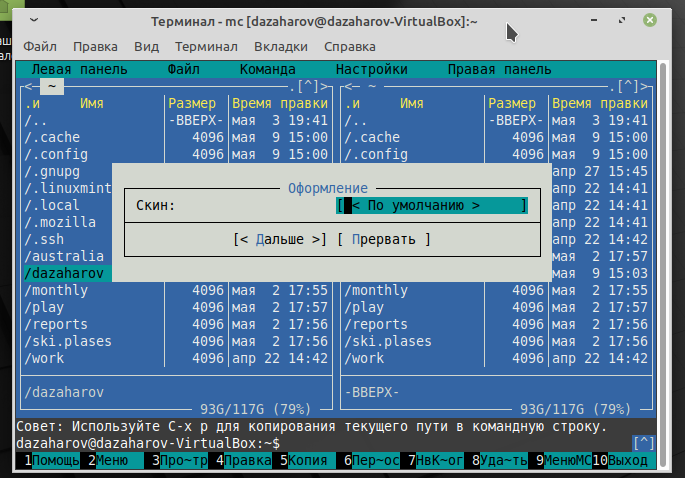 Терминал - mc [dazaharov@dazaharov-VirtualBox]:~
Файл Правка Вид Терминал Вкладки Справка
Левая панель Файл Команда Настройки Правая панель
<─ ~ .[^]> <─ ~ .[^]>
.и Имя Размер Время правки .и Имя Размер Время правки
/.. -ВВЕРХ- мая 3 19:41 /.. -ВВЕРХ- мая 3 19:41
/.cache 4096 мая 9 15:00 /.cache 4096 мая 9 15:00
/.config 4096 мая 9 15:00 /.config 4096 мая 9 15:00
/.gnupg апр 27 15:45
/.linuxmint апр 22 14:41
/.local апр 22 14:41
/.mozilla апр 22 14:41
/.ssh апр 22 14:41
/australia мая 2 17:57
/dazaharov мая 9 15:03
Оформление
Скин: [ < По умолчанию > ]
[< Дальше >] [ Прервать ]
/monthly 4096 мая 2 17:55 /monthly 4096 мая 2 17:55
/play 4096 мая 2 17:57 /play 4096 мая 2 17:57
/reports 4096 мая 2 17:56 /reports 4096 мая 2 17:56
/ski.plases 4096 мая 2 17:56 /ski.plases 4096 мая 2 17:56
/work 4096 апр 22 14:42 /work 4096 апр 22 14:42
/dazaharov -ВВЕРХ-
93G/117G (79%) 93G/117G (79%)
Совет: Используйте C-x p для копирования текущего пути в командную строку.
dazaharov@dazaharov-VirtualBox:~$ [^]
1Помощь 2Меню 3Про~тр 4Правка 5Копия 6Пер~ос 7НвК~ог 8Уда~ть 9МенюМС 10Выход